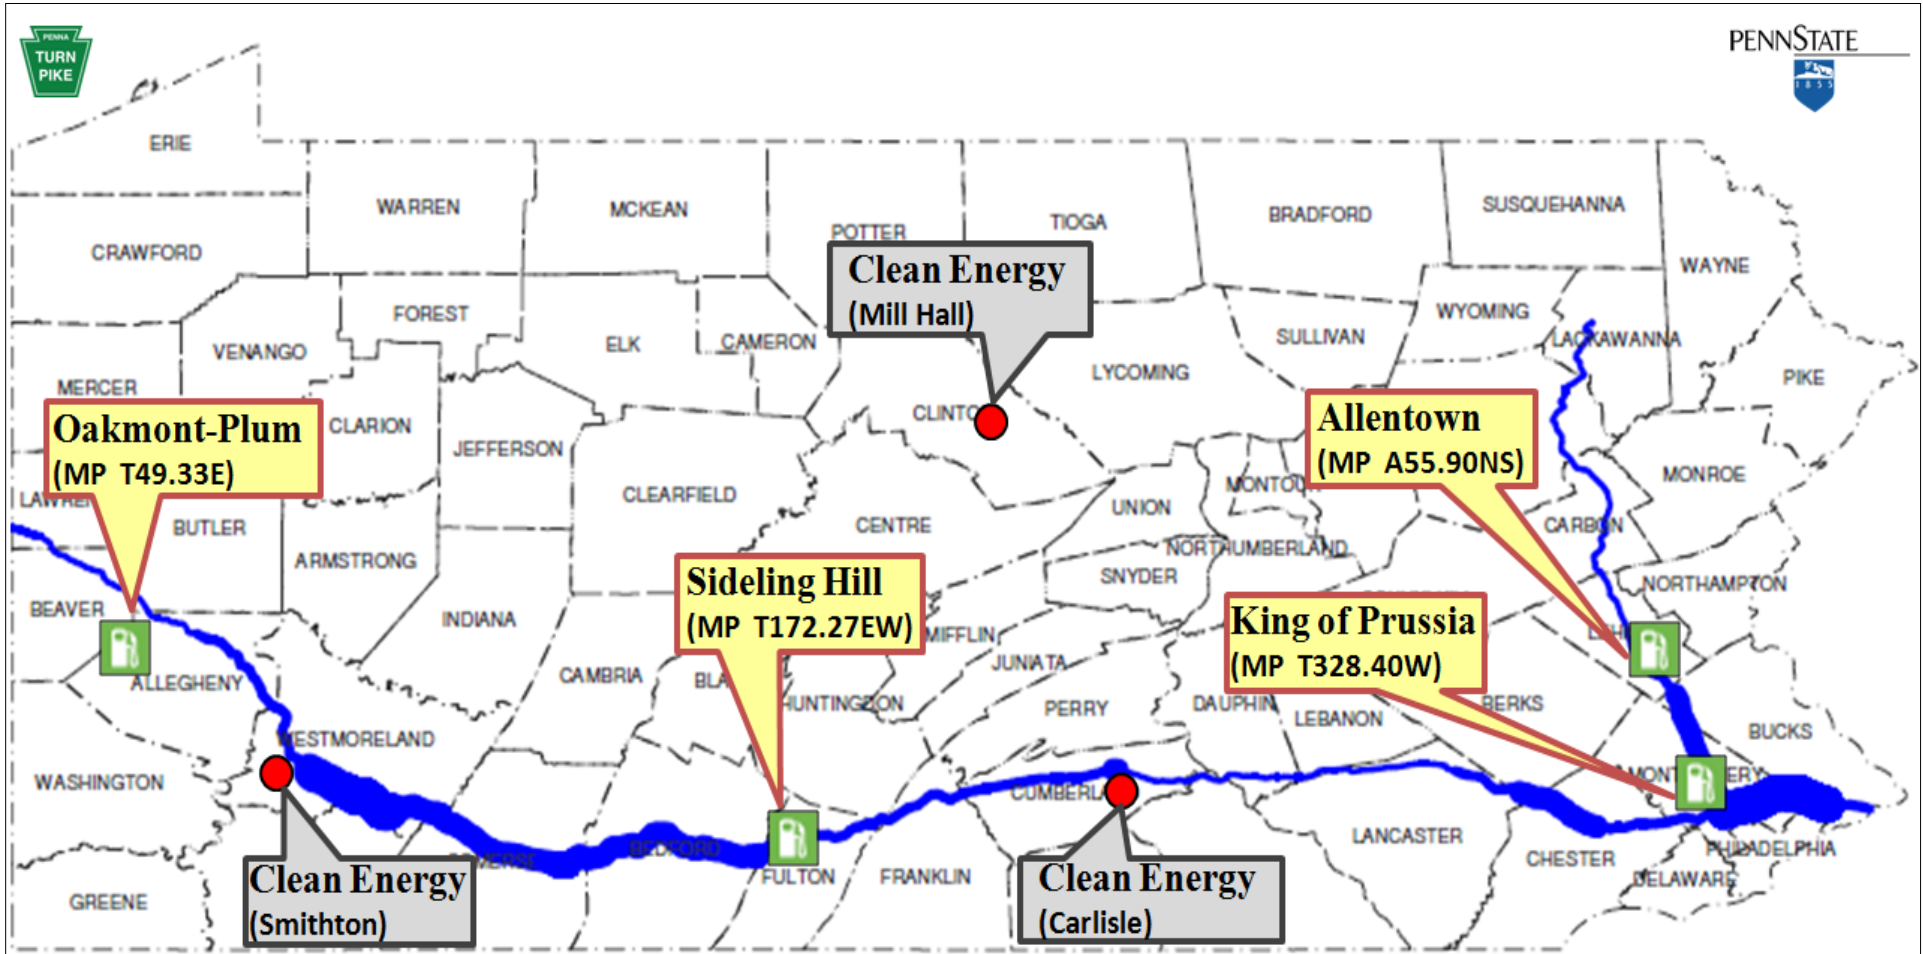 PENNA
TURN
PIKE
PENNSTATE
1855
ERIE
CRAWFORD
WARREN
MCKEAN
POTTER
TIOGA
BRADFORD
SUSQUEHANNA
WAYNE
Clean Energy
(Mill Hall)
FOREST
VENANGO
ELK
CAMERON
WYOMING
SULLIVAN
LACKAWANNA
LYCOMING
PIKE
MERCER
Oakmont-Plum
(MP T49.33E)
CLARION
JEFFERSON
CLINTO
Allentown
(MP A55.90NS)
MONROE
CLEARFIELD
CENTRE
UNION
MONTOUR
CARBON
BUTLER
ARMSTRONG
NORTHUMBERLAND
SNYDER
NORTHAMPTON
BEAVER
INDIANA
Sideling Hill
(MP T172.27EW)
MIFFLIN
JUNIATA
King of Prussia
(MP T328.40W)
ALLEGHENY
CAMBRIA
HUNTINGDON
PERRY
DAUPHIN
LEBANON
BERKS
BUCKS
WESTMORELAND
WASHINGTON
CUMBERLA
LANCASTER
CHESTER
PHILADELPHIA
DELAWARE
BEDFORD
FULTON
FRANKLIN
GREENE
Clean Energy
(Smithton)
Clean Energy
(Carlisle)